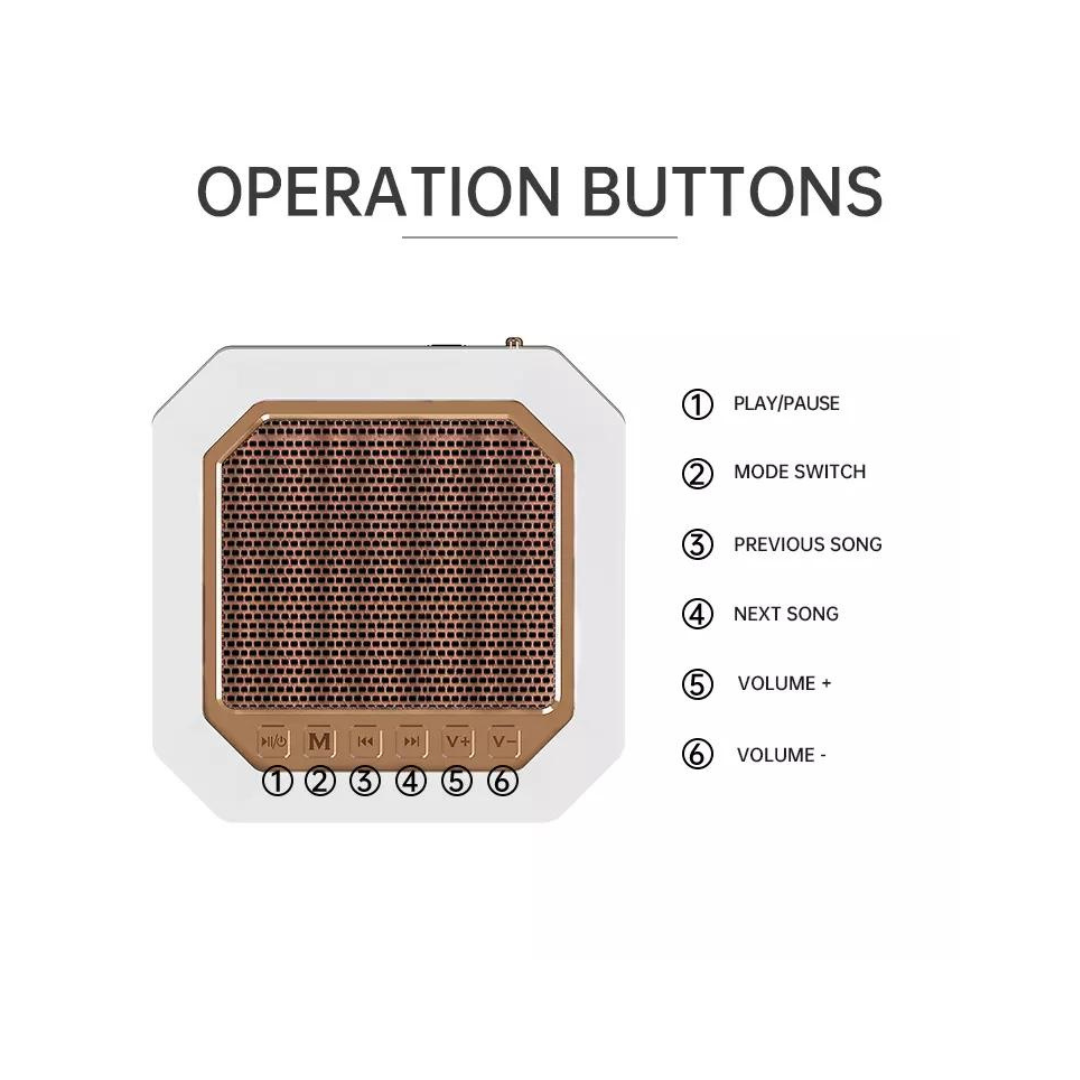 OPERATION BUTTONS
① PLAY/PAUSE
② MODE SWITCH
③ PREVIOUS SONG
④ NEXT SONG
⑤ VOLUME +
⑥ VOLUME -
M V+ V-
① ② ③ ④ ⑤ ⑥